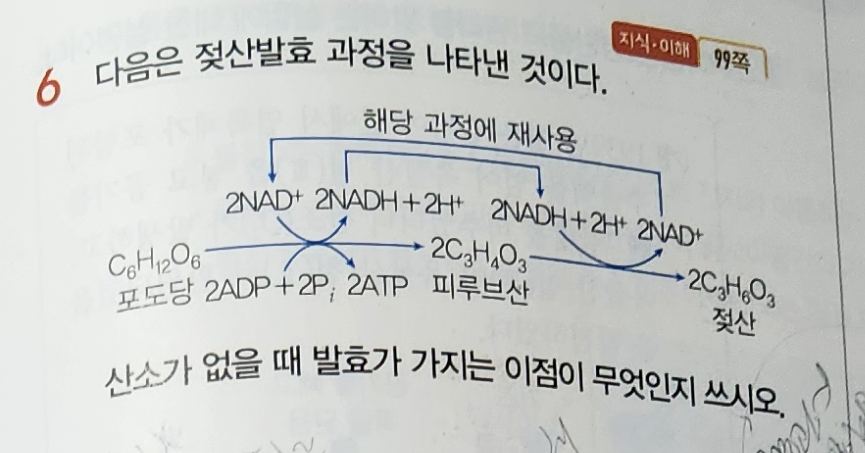 지식·이해 99쪽
6 다음은 젖산발효 과정을 나타낸 것이다.
해당 과정에 재사용
2NAD⁺ 2NADH+2H⁺ 2NADH+2H⁺ 2NAD⁺
C₆H₁₂O₆ 2C₃H₄O₃ 2C₃H₆O₃
포도당 2ADP+2Pᵢ 2ATP 피루브산 젖산
산소가 없을 때 발효가 가지는 이점이 무엇인지 쓰시오.